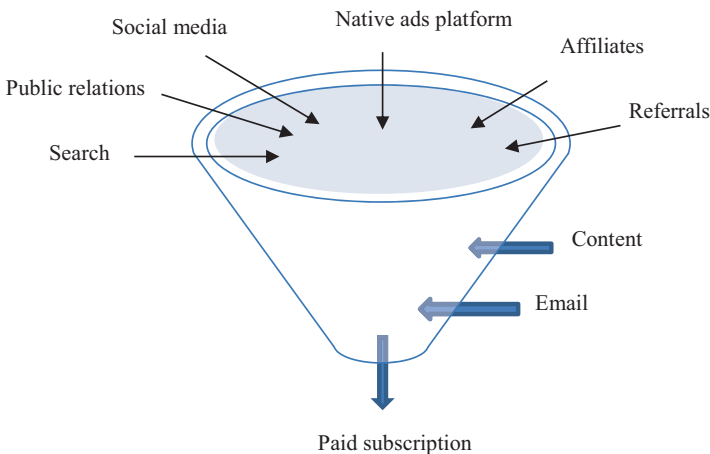 Native ads platform
Social media
Affiliates
Public relations
Referrals
Search
Content
Email
Paid subscription